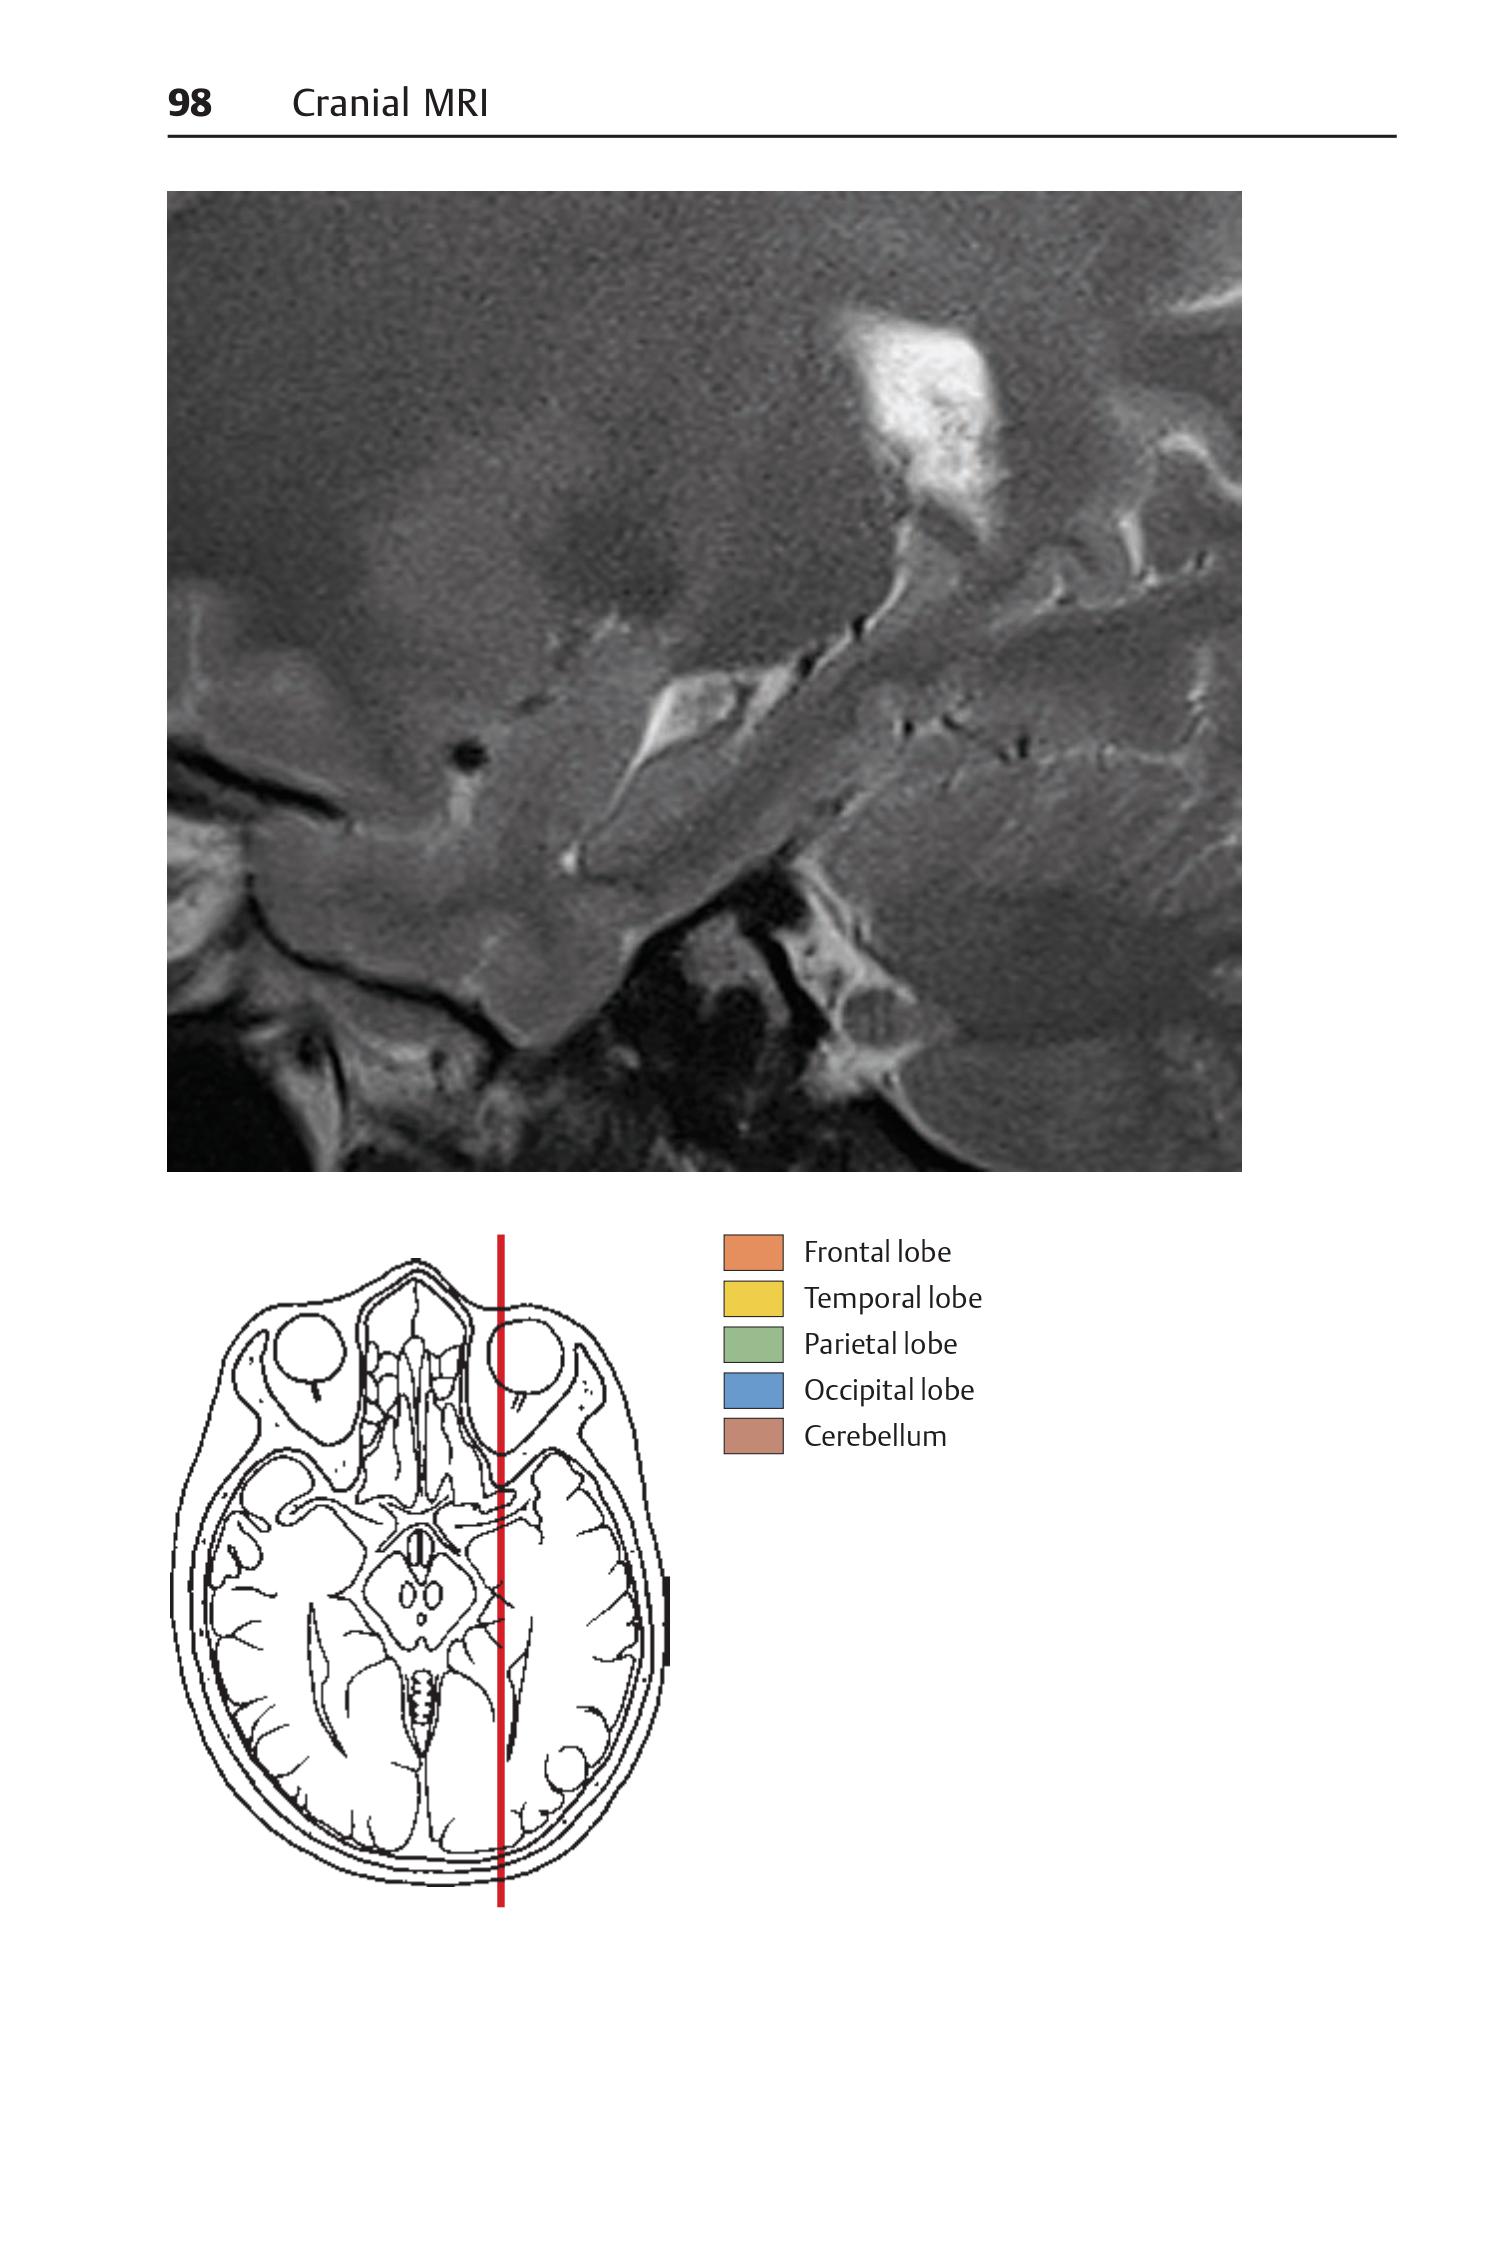 98 Cranial MRI
Frontal lobe
Temporal lobe
Parietal lobe
Occipital lobe
Cerebellum